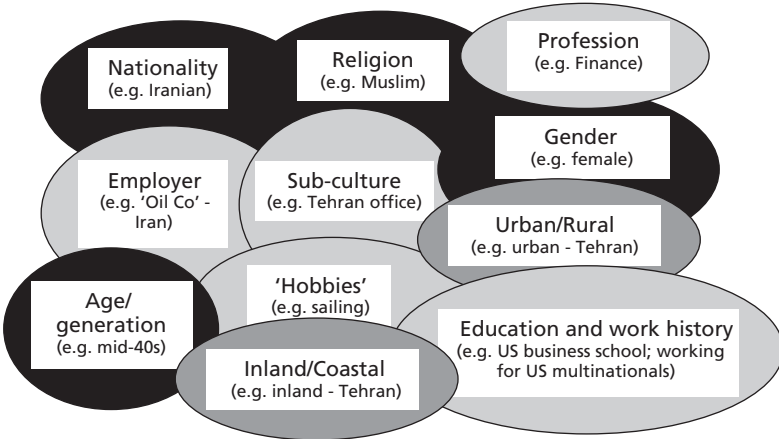 Nationality
(e.g. Iranian)
Religion
(e.g. Muslim)
Profession
(e.g. Finance)
Gender
(e.g. female)
Employer
(e.g. ‘Oil Co’ -
Iran)
Sub-culture
(e.g. Tehran office)
Urban/Rural
(e.g. urban - Tehran)
Age/
generation
(e.g. mid-40s)
‘Hobbies’
(e.g. sailing)
Education and work history
(e.g. US business school; working
for US multinationals)
Inland/Coastal
(e.g. inland - Tehran)